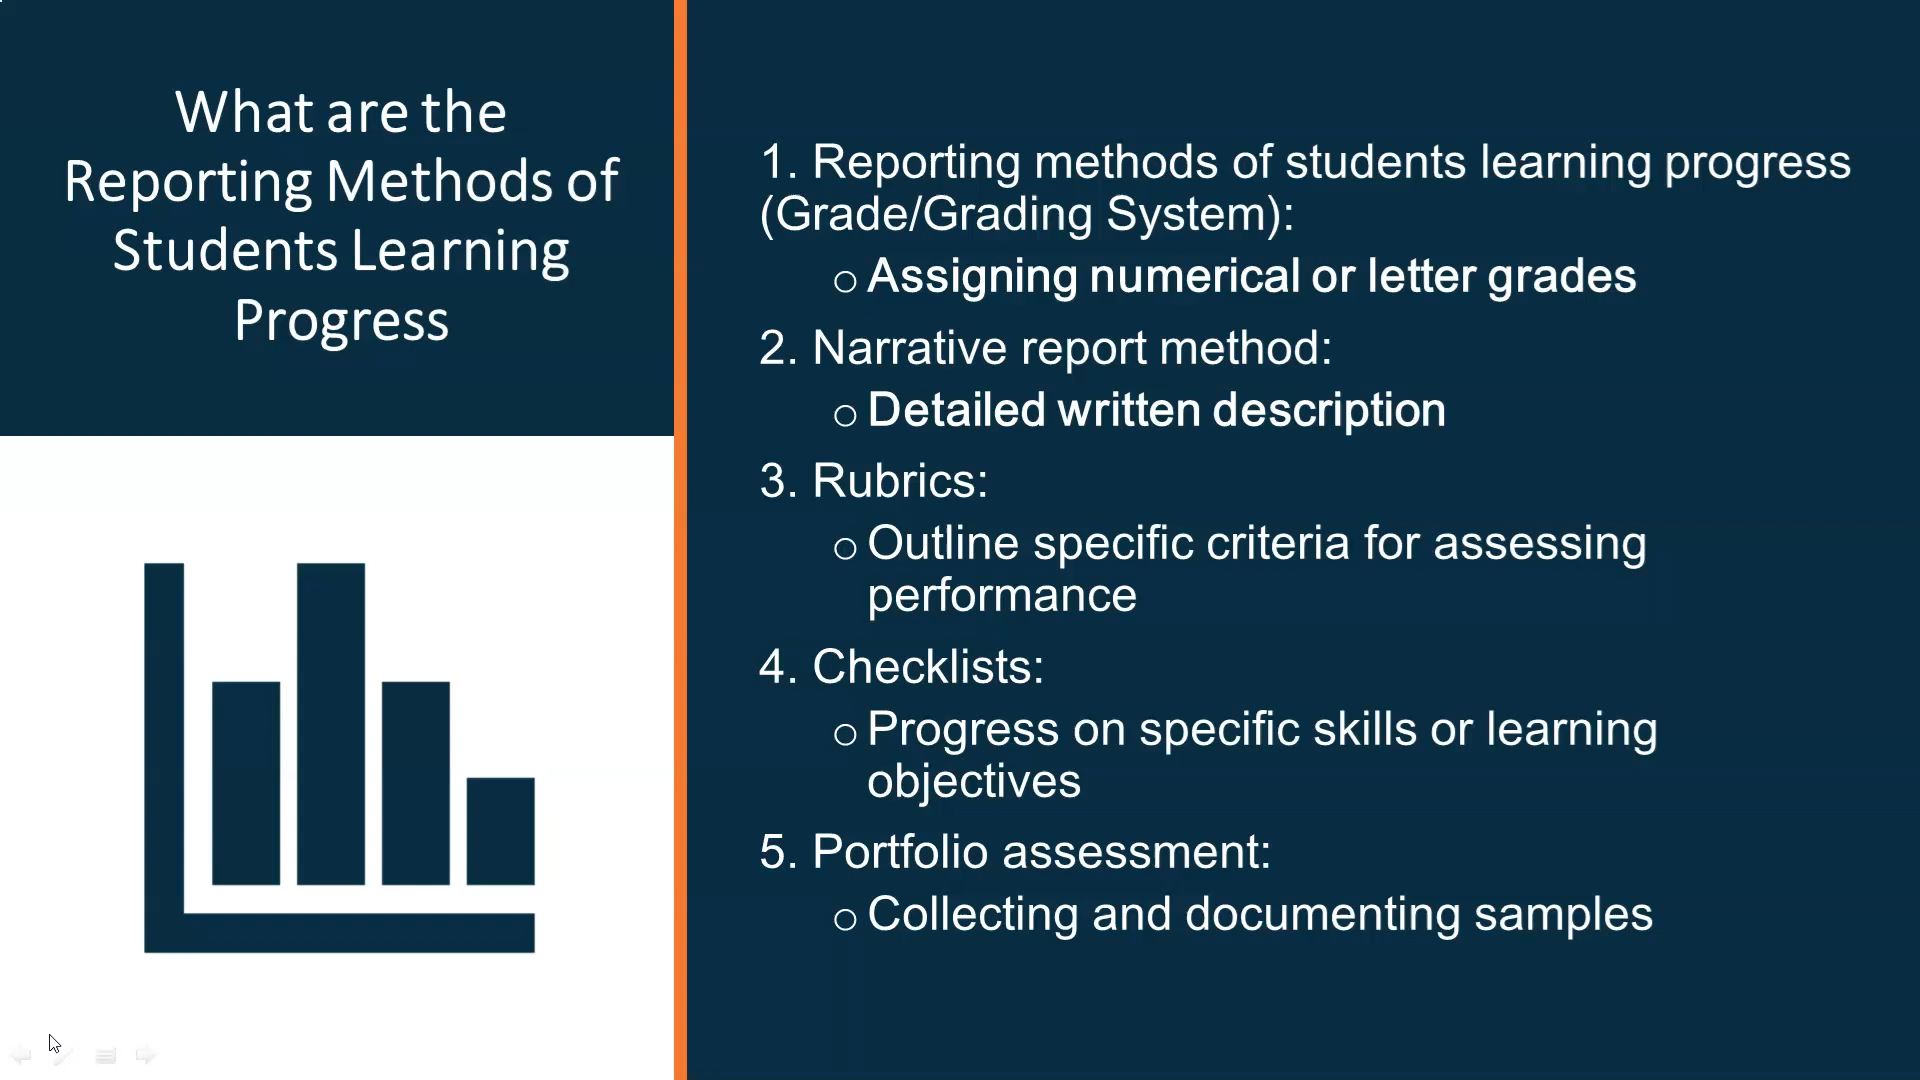 What are the
Reporting Methods of
Students Learning
Progress
1. Reporting methods of students learning progress
(Grade/Grading System):
o Assigning numerical or letter grades
2. Narrative report method:
o Detailed written description
3. Rubrics:
o Outline specific criteria for assessing
performance
4. Checklists:
o Progress on specific skills or learning
objectives
5. Portfolio assessment:
o Collecting and documenting samples